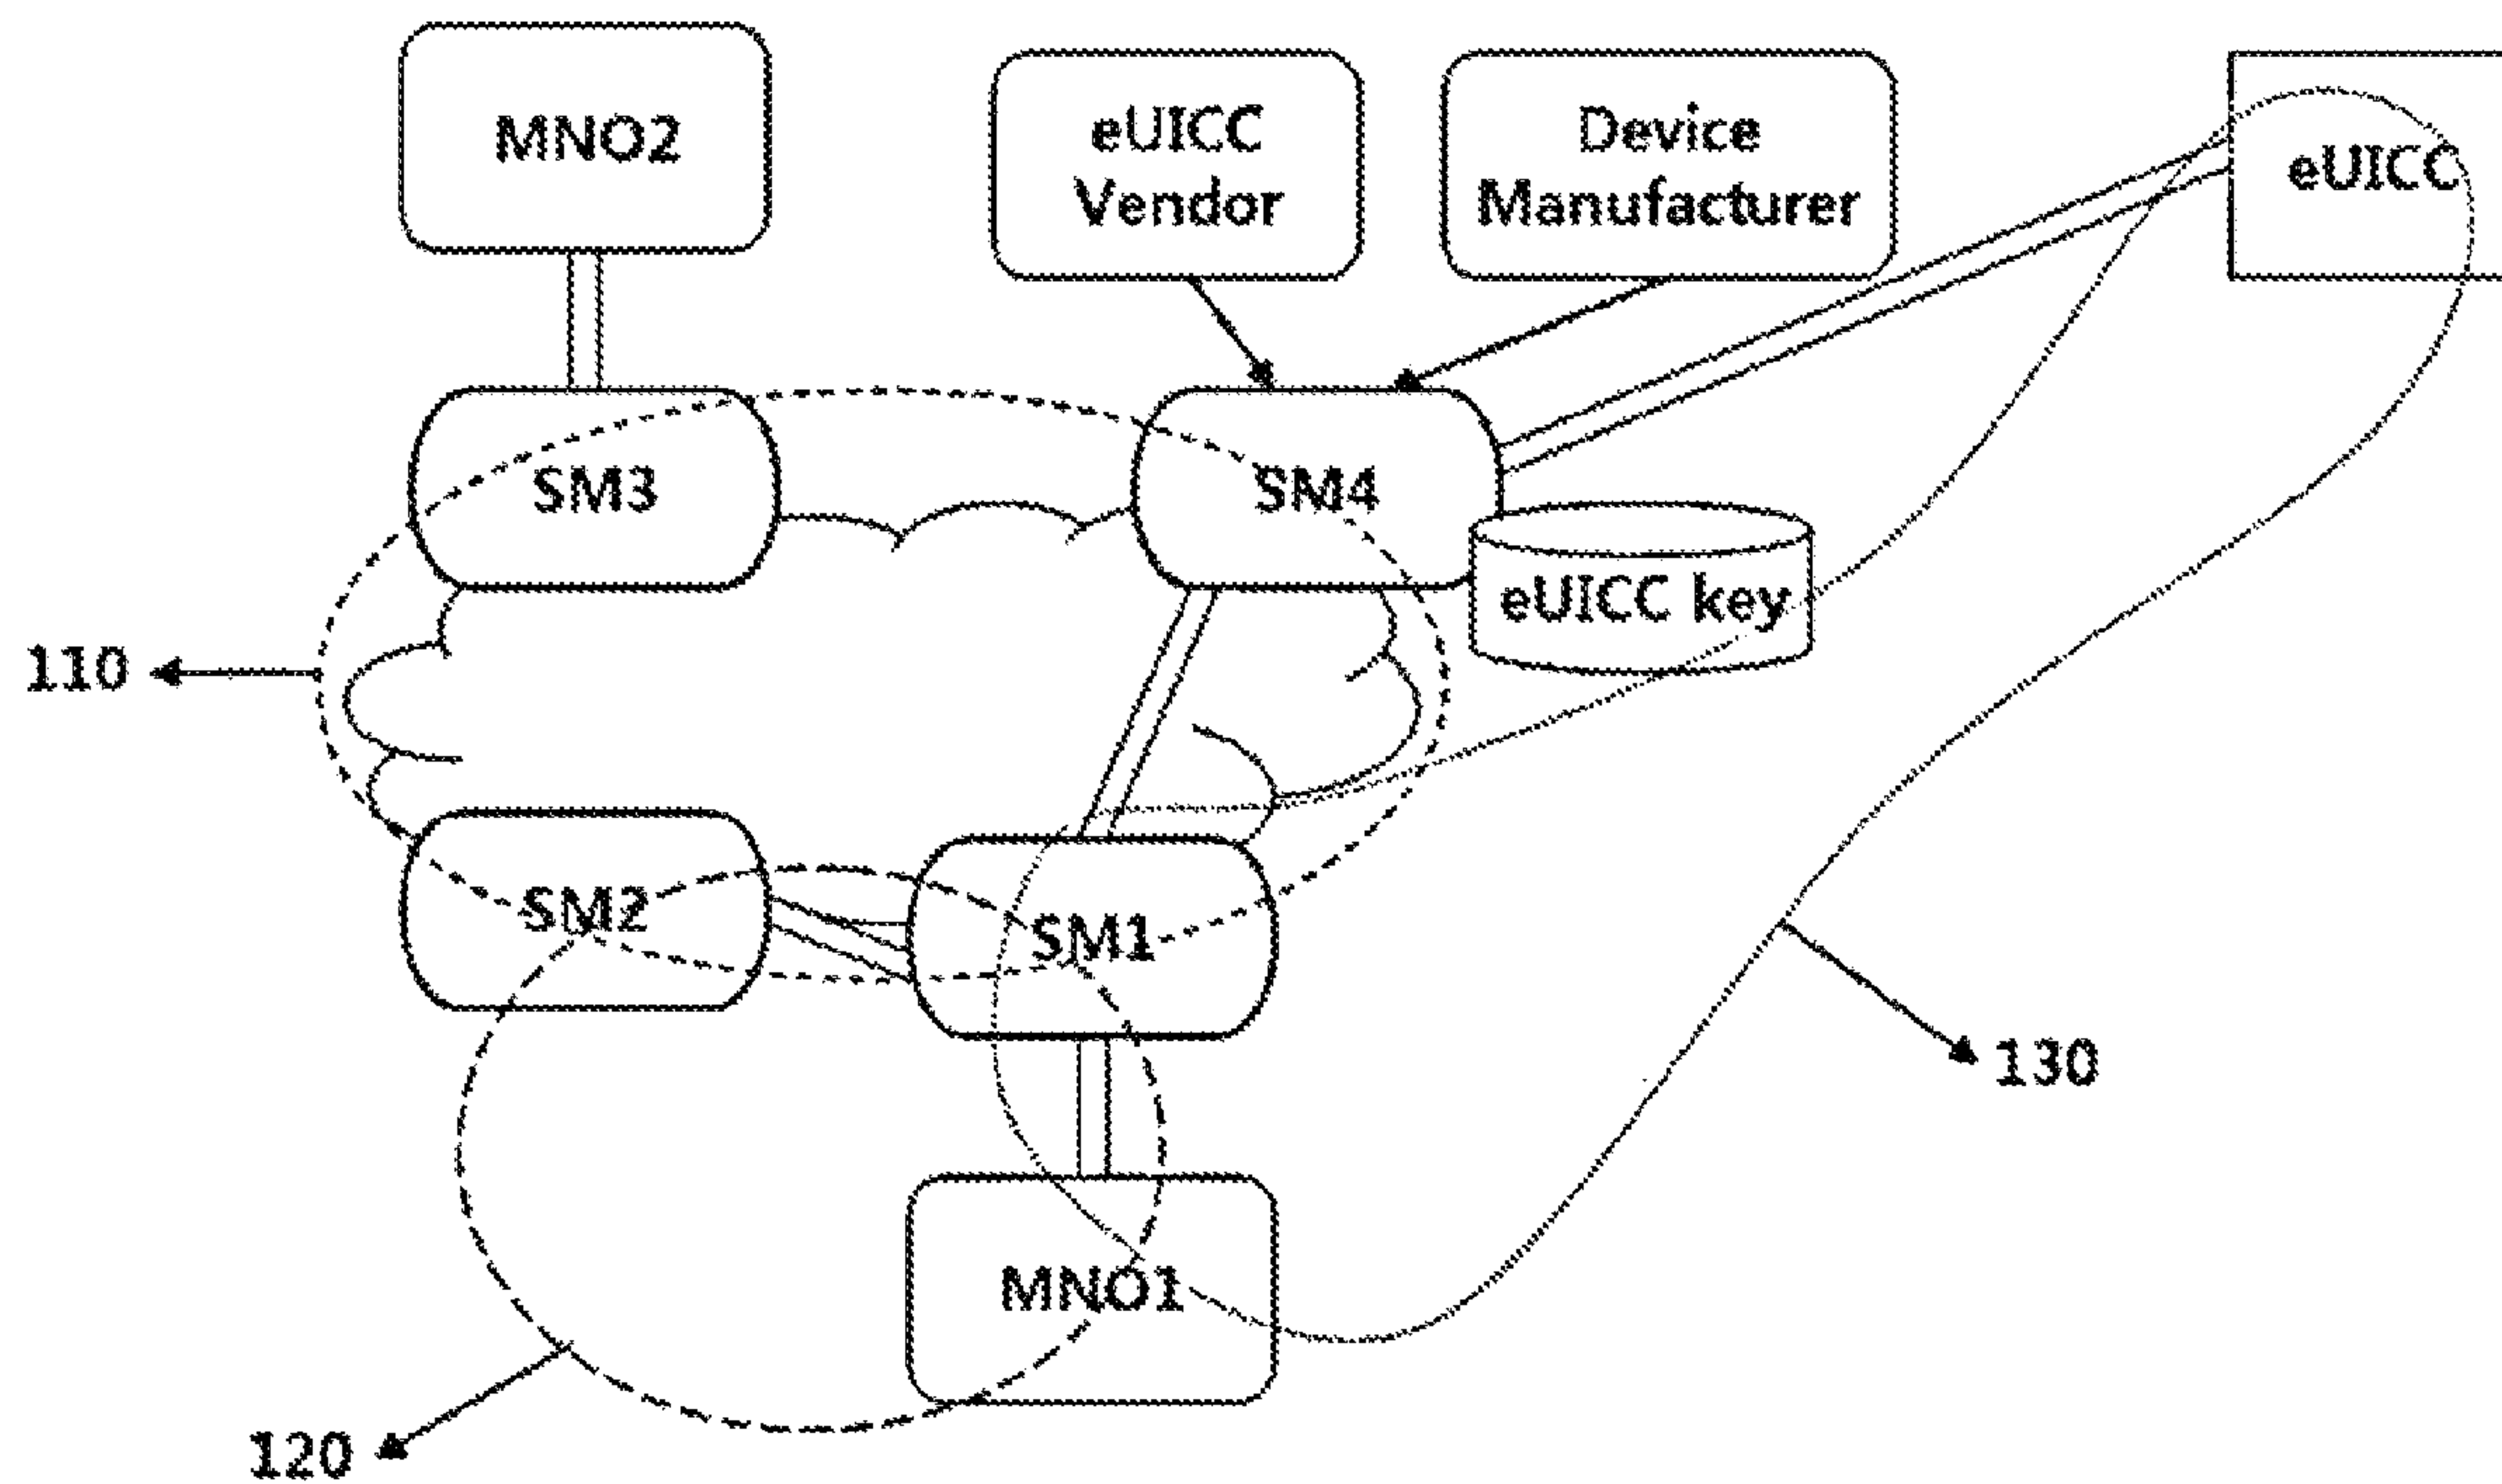 MNO2
eUICC
Vendor
Device
Manufacturer
eUICC
SM3
SM4
eUICC key
110
SM2
SM1
130
MNO1
120